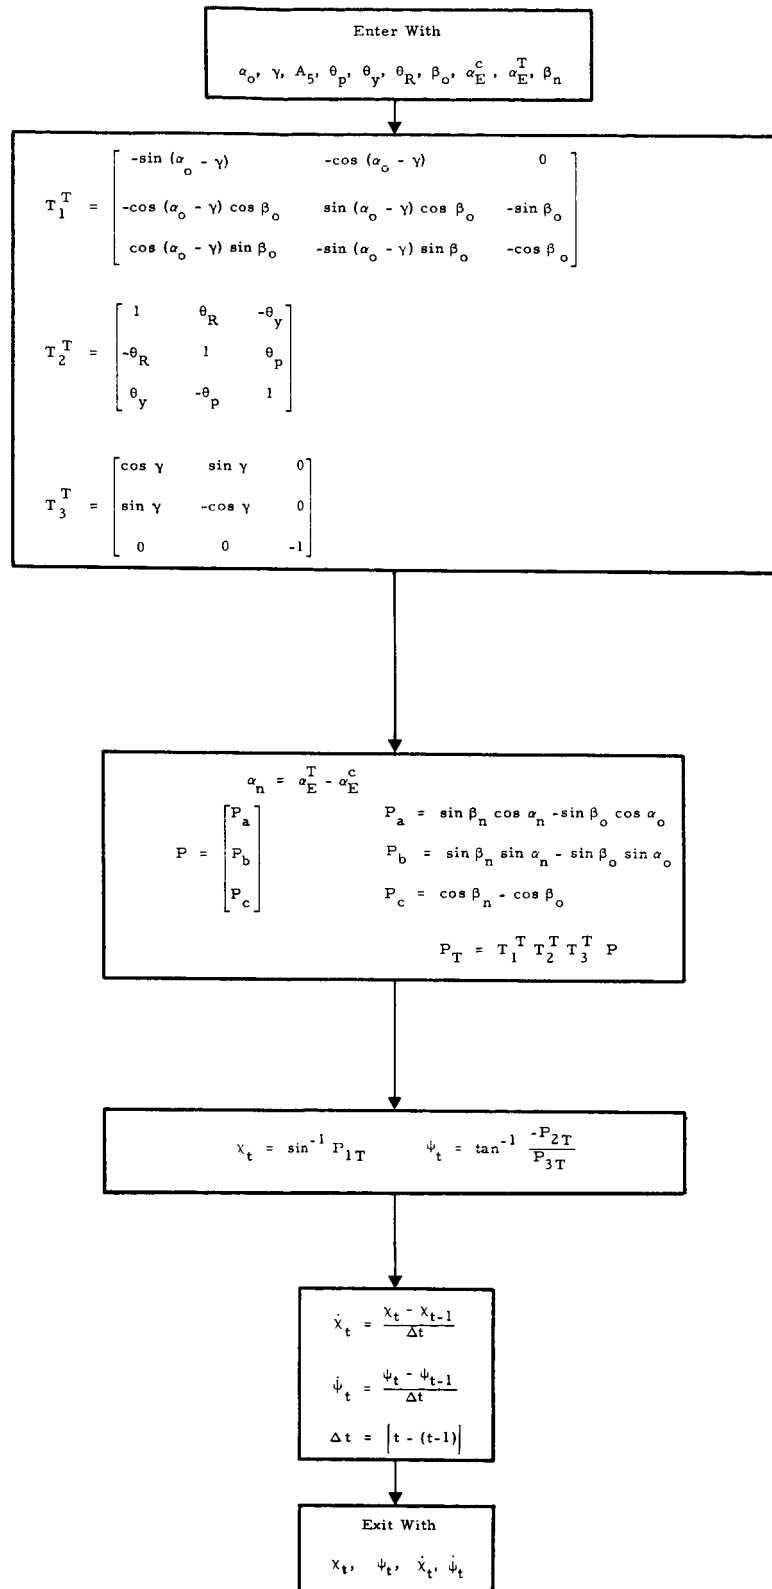 Enter With
α_o, γ, A_5, θ_p, θ_y, θ_R, β_o, α_E^c, α_E^T, β_n
-sin (α_o - γ) -cos (α_o - γ) 0
T_1^T = -cos (α_o - γ) cos β_o sin (α_o - γ) cos β_o -sin β_o
cos (α_o - γ) sin β_o -sin (α_o - γ) sin β_o -cos β_o
1 θ_R -θ_y
T_2^T = -θ_R 1 θ_p
θ_y -θ_p 1
cos γ sin γ 0
T_3^T = sin γ -cos γ 0
0 0 -1
α_n = α_E^T - α_E^c
P_a P_a = sin β_n cos α_n -sin β_o cos α_o
P = P_b P_b = sin β_n sin α_n - sin β_o sin α_o
P_c P_c = cos β_n - cos β_o
P_T = T_1^T T_2^T T_3^T P
χ_t = sin^-1 P_1T ψ_t = tan^-1 -P_2T / P_3T
χ̇_t = χ_t - χ_t-1 / Δt
ψ̇_t = ψ_t - ψ_t-1 / Δt
Δt = |t - (t-1)|
Exit With
χ_t, ψ_t, χ̇_t, ψ̇_t